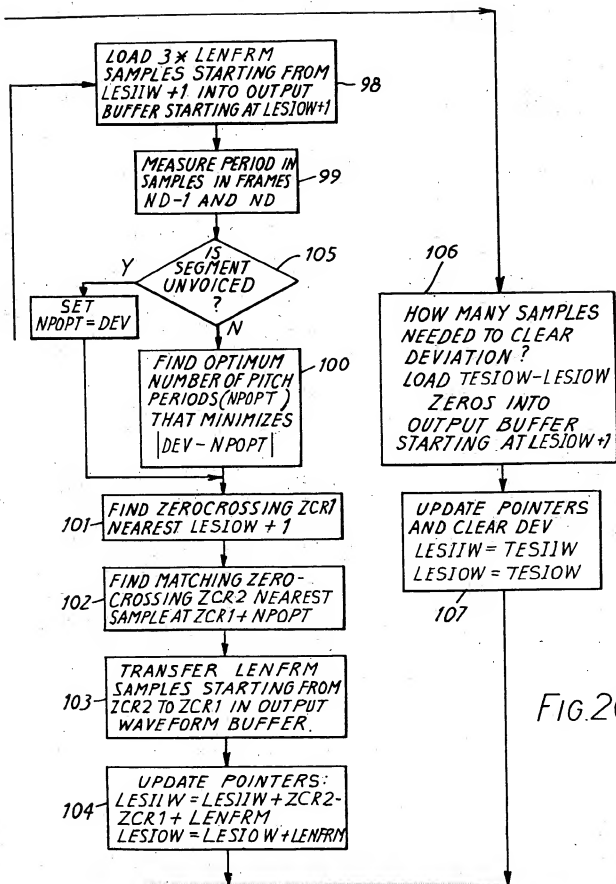 LOAD 3* LENFRM
SAMPLES STARTING FROM
LESIIW +1 INTO OUTPUT
BUFFER STARTING AT LESIOW+1
98
MEASURE PERIOD IN
SAMPLES IN FRAMES
ND-1 AND ND
99
IS
SEGMENT
UNVOICED
?
105
Y
N
SET
NPOPT = DEV
FIND OPTIMUM
NUMBER OF PITCH
PERIODS (NPOPT)
THAT MINIMIZES
|DEV - NPOPT|
100
101
FIND ZEROCROSSING ZCR1
NEAREST LESIOW + 1
102
FIND MATCHING ZERO-
CROSSING ZCR2 NEAREST
SAMPLE AT ZCR1 + NPOPT
103
TRANSFER LENFRM
SAMPLES STARTING FROM
ZCR2 TO ZCR1 IN OUTPUT
WAVEFORM BUFFER.
104
UPDATE POINTERS:
LESIIW = LESIIW + ZCR2-
ZCR1 + LENFRM
LESIOW = LESIOW + LENFRM
106
HOW MANY SAMPLES
NEEDED TO CLEAR
DEVIATION ?
LOAD TESIOW-LESIOW
ZEROS INTO
OUTPUT BUFFER
STARTING AT LESIOW+1
UPDATE POINTERS
AND CLEAR DEV
LESIIW = TESIIW
LESIOW = TESIOW
107